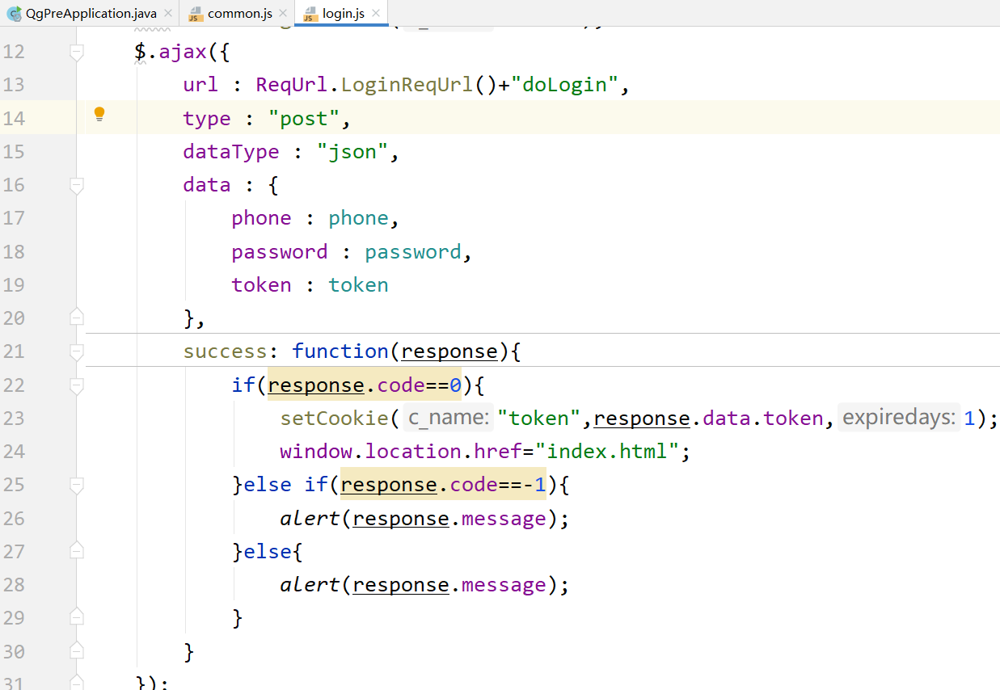 QgPreApplication.java common.js login.js
12 $.ajax({
13 url : ReqUrl.LoginReqUrl()+"doLogin",
14 type : "post",
15 dataType : "json",
16 data : {
17 phone : phone,
18 password : password,
19 token : token
20 },
21 success: function(response){
22 if(response.code==0){
23 setCookie( c_name: "token",response.data.token, expiredays: 1);
24 window.location.href="index.html";
25 }else if(response.code==-1){
26 alert(response.message);
27 }else{
28 alert(response.message);
29 }
30 }
31 });